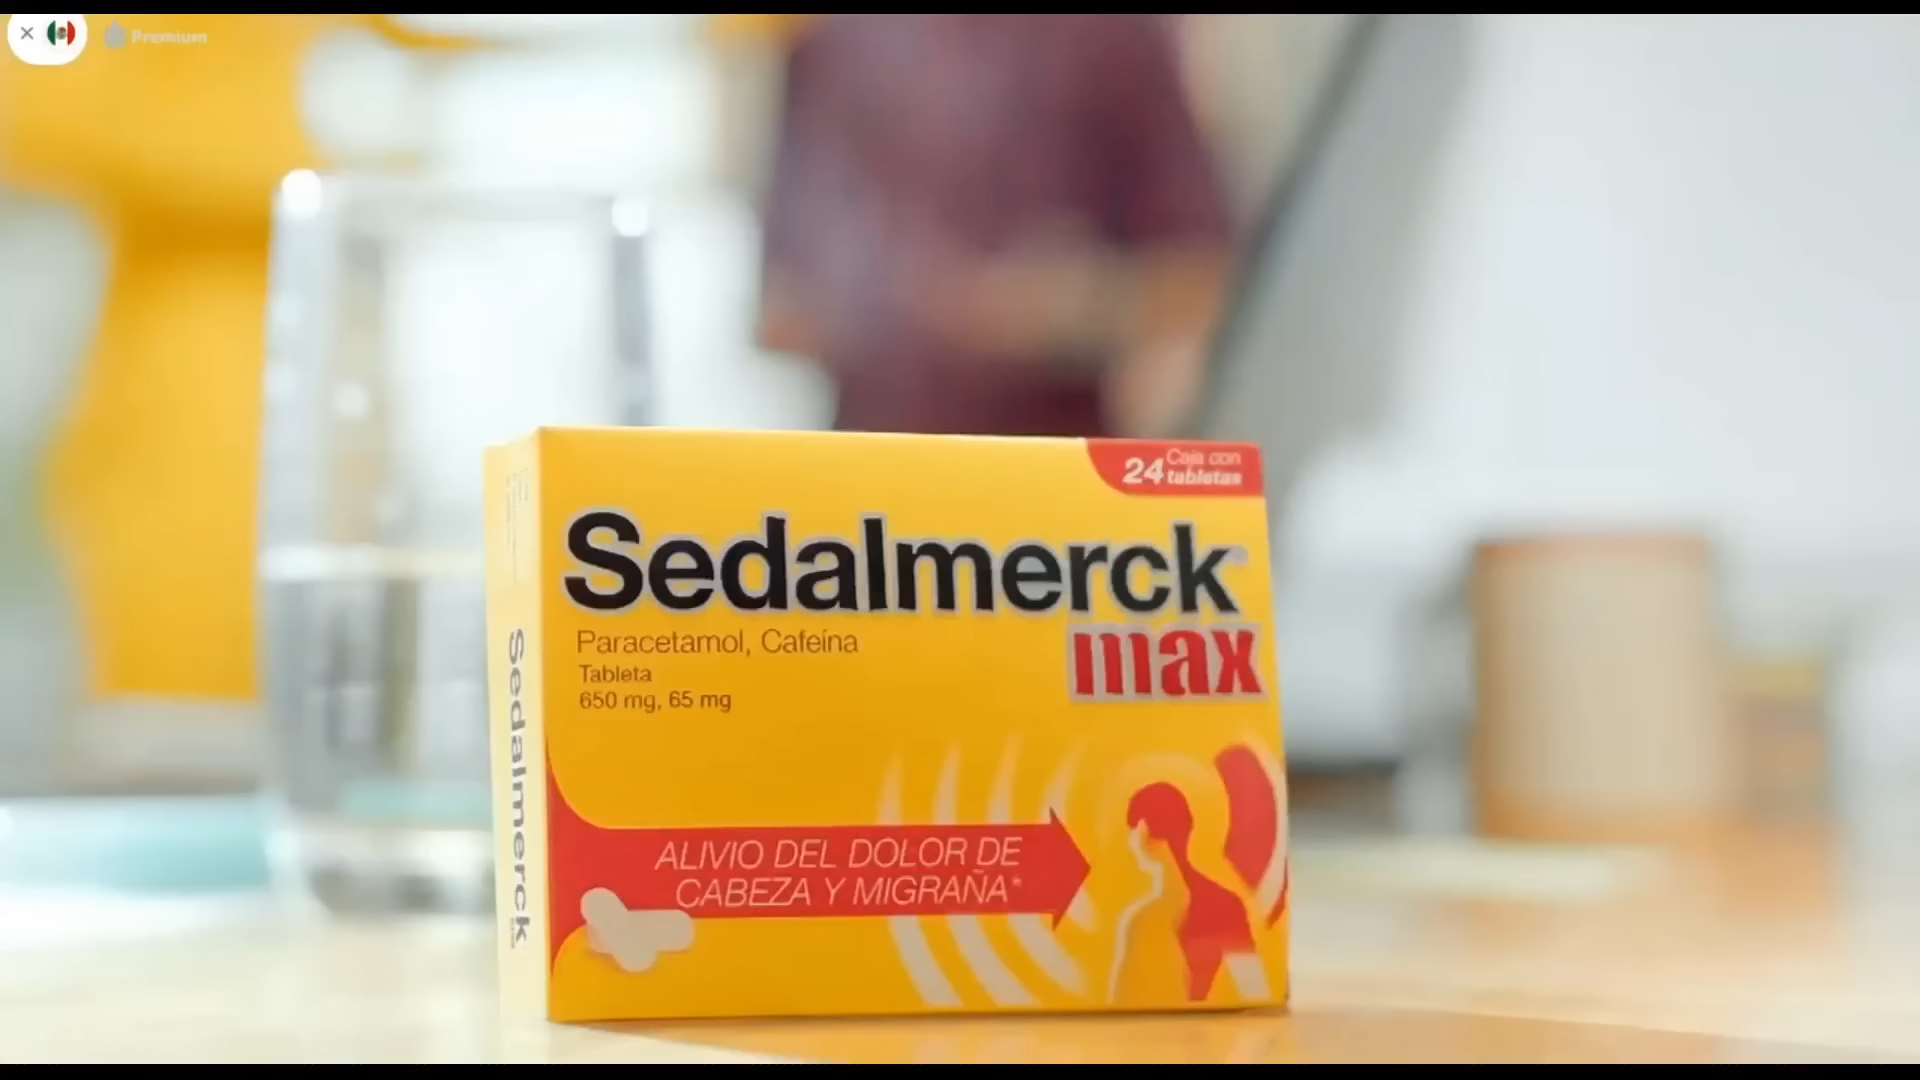 Premium
Caja con
24 tabletas
Sedalmerck
max
Paracetamol, Cafeína
Tableta
650 mg, 65 mg
ALIVIO DEL DOLOR DE
CABEZA Y MIGRAÑA*
Sedalmerck